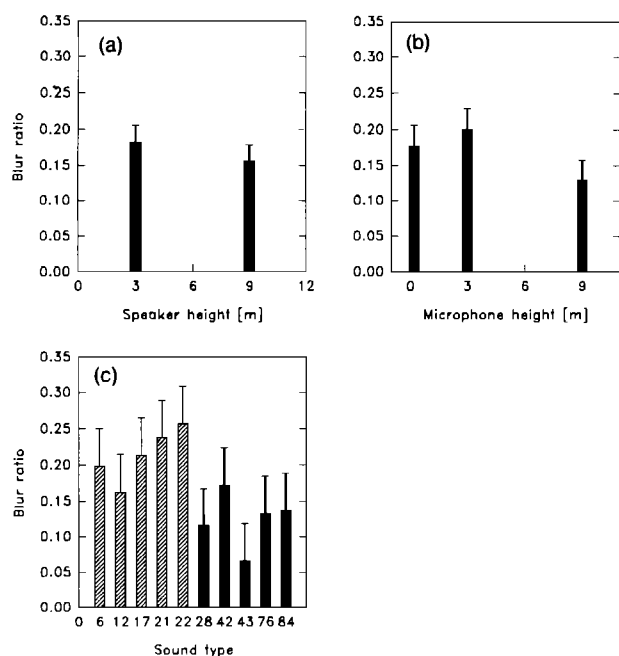 (a)
Blur ratio
0.35
0.30
0.25
0.20
0.15
0.10
0.05
0.00
0 3 6 9 12
Speaker height [m]
(b)
0.35
0.30
0.25
0.20
0.15
0.10
0.05
0.00
0 3 6 9
Microphone height [m]
(c)
Blur ratio
0.35
0.30
0.25
0.20
0.15
0.10
0.05
0.00
0 6 12 17 21 22 28 42 43 76 84
Sound type